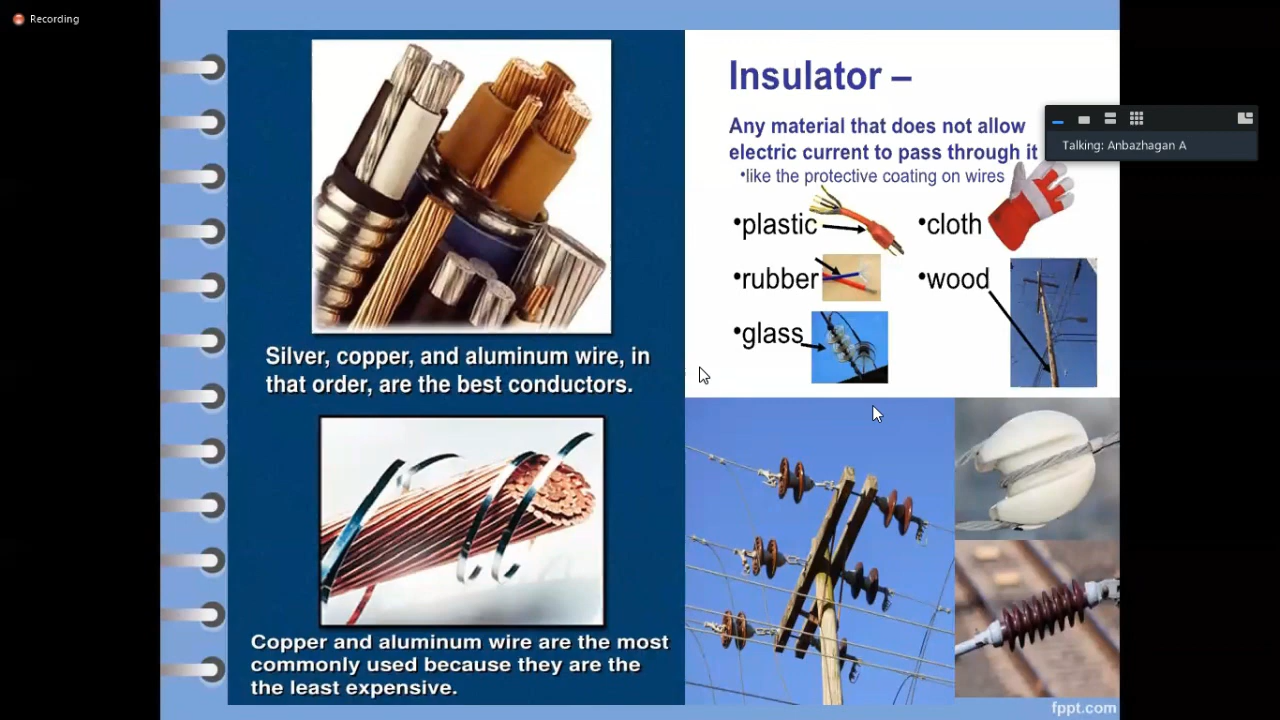 Recording
Silver, copper, and aluminum wire, in
that order, are the best conductors.
Copper and aluminum wire are the most
commonly used because they are the
the least expensive.
Insulator –
Any material that does not allow
electric current to pass through it
•like the protective coating on wires
•plastic
•cloth
•rubber
•wood
•glass
Talking: Anbazhagan A
fppt.com